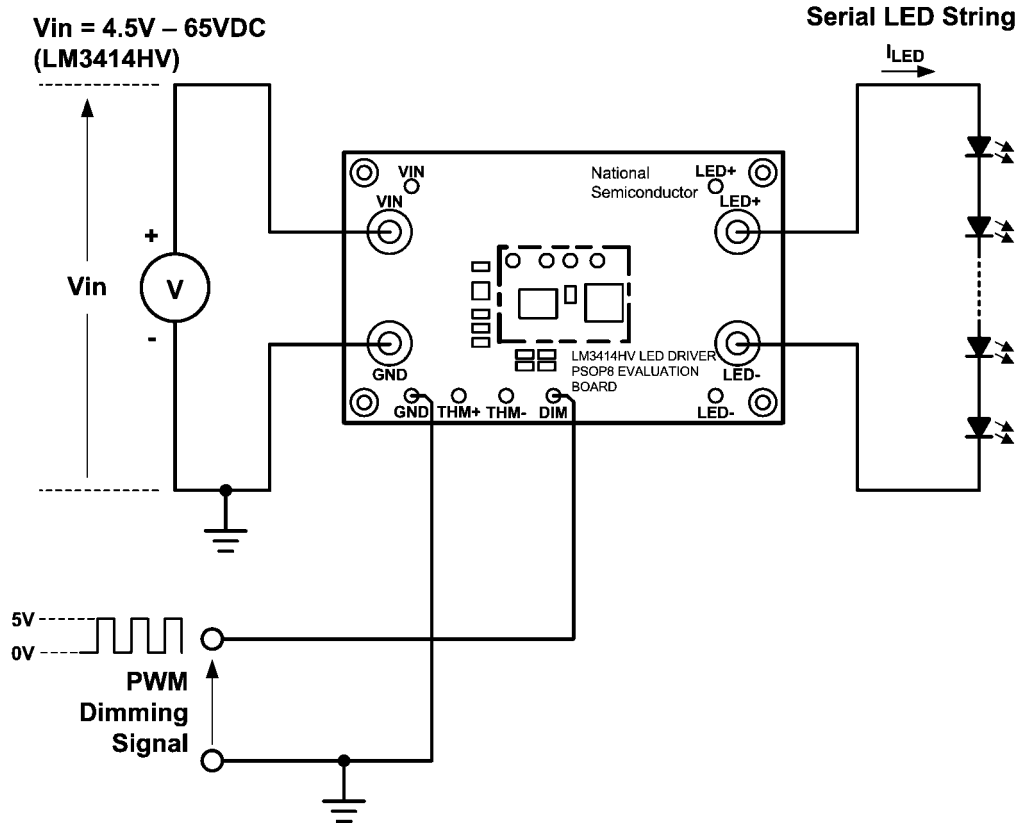 Vin = 4.5V – 65VDC
(LM3414HV)
Serial LED String
ILED
VIN
VIN
National
Semiconductor
LED+
LED+
+
Vin
V
-
GND
LM3414HV LED DRIVER
PSOP8 EVALUATION
BOARD
LED-
GND
THM+
THM-
DIM
LED-
5V
0V
PWM
Dimming
Signal